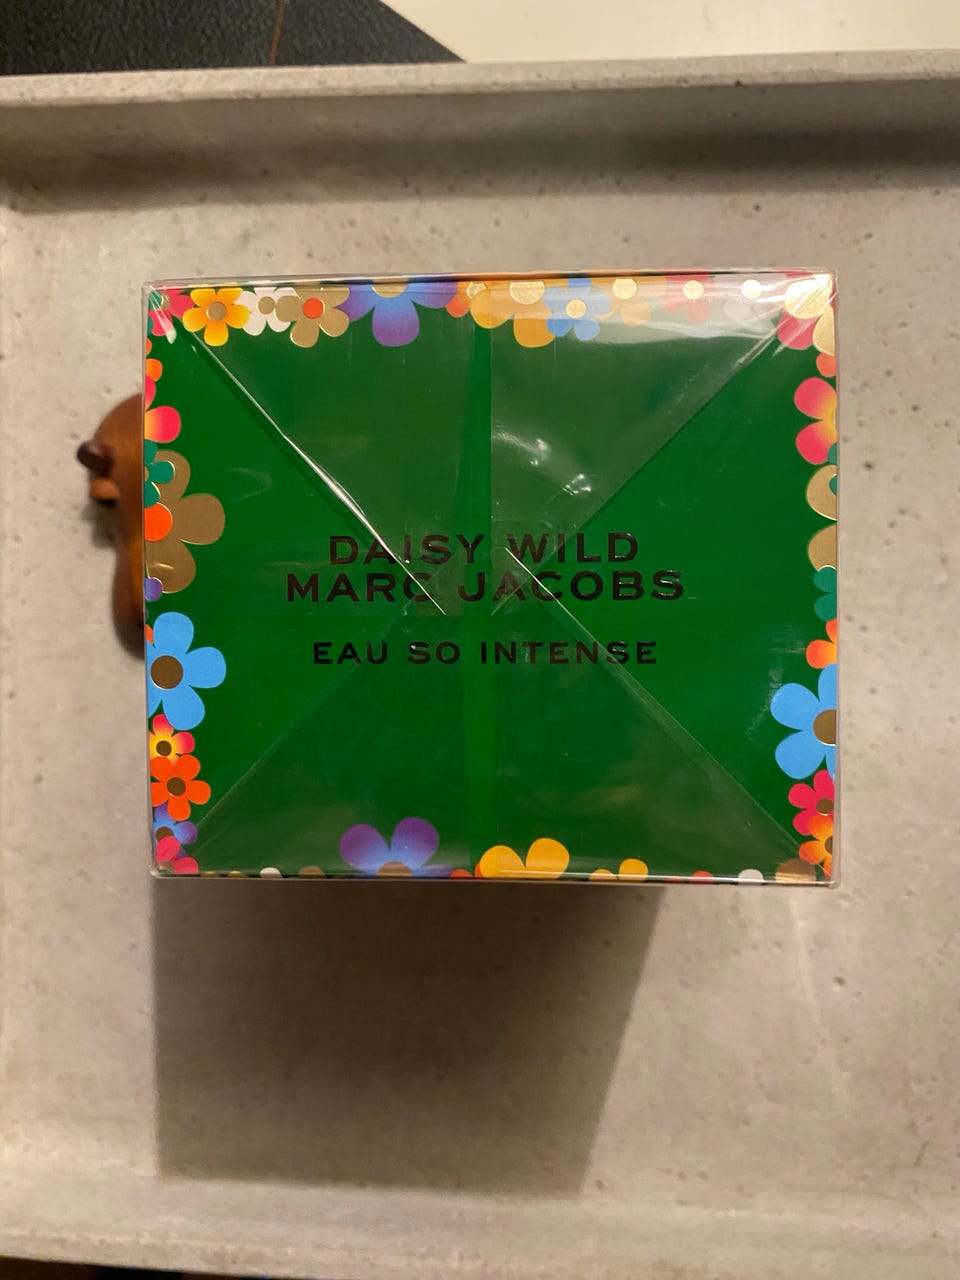 DAISY WILD
MARC JACOBS
EAU SO INTENSE